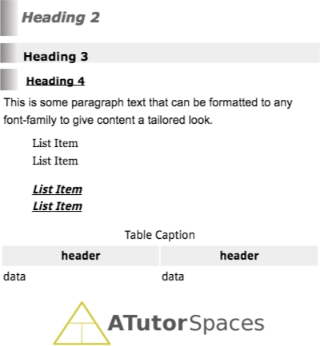 Heading 2
Heading 3
Heading 4
This is some paragraph text that can be formatted to any
font-family to give content a tailored look.
List Item
List Item
List Item
List Item
Table Caption
header header
data data
ATutorSpaces